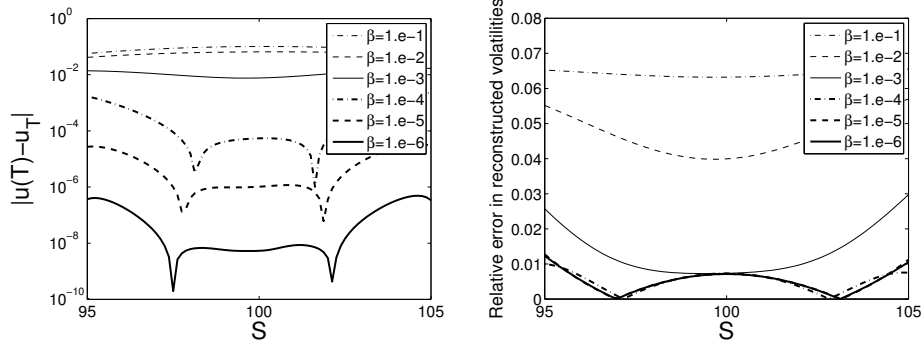 |u(T)−u_T|
10^0
10^−2
10^−4
10^−6
10^−8
10^−10
β=1.e−1
β=1.e−2
β=1.e−3
β=1.e−4
β=1.e−5
β=1.e−6
95
100
105
S
Relative error in reconstructed volatilities
0.08
0.07
0.06
0.05
0.04
0.03
0.02
0.01
0
β=1.e−1
β=1.e−2
β=1.e−3
β=1.e−4
β=1.e−5
β=1.e−6
95
100
105
S